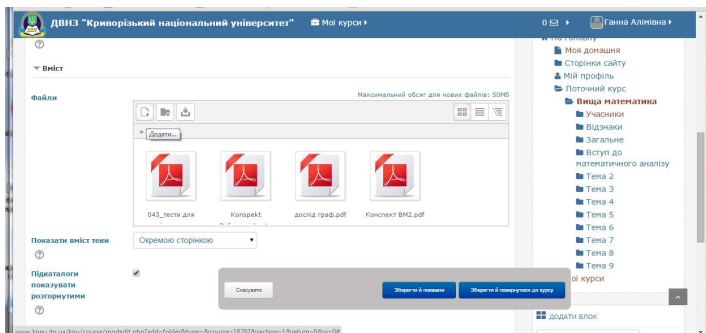 ДВНЗ "Криворізький національний університет"
Мої курси
0
Ганна Алімівна
На головну
Моя домашня
Сторінки сайту
Мій профіль
Поточний курс
Вища математика
Учасники
Відзнаки
Загальне
Вступ до
математичного аналізу
Тема 2
Тема 3
Тема 4
Тема 5
Тема 6
Тема 7
Тема 8
Тема 9
ої курси
ДОДАТИ БЛОК
Вміст
Файли
Максимальний обсяг для нових файлів: 50Мб
Додати...
043_тести для
Konspekt
дослід граф.pdf
Конспект ВМ2.pdf
Показати вміст теки
Окремою сторінкою
Підкаталоги
показувати
розгорнутими
Скасувати
Зберегти й показати
Зберегти й повернутися до курсу